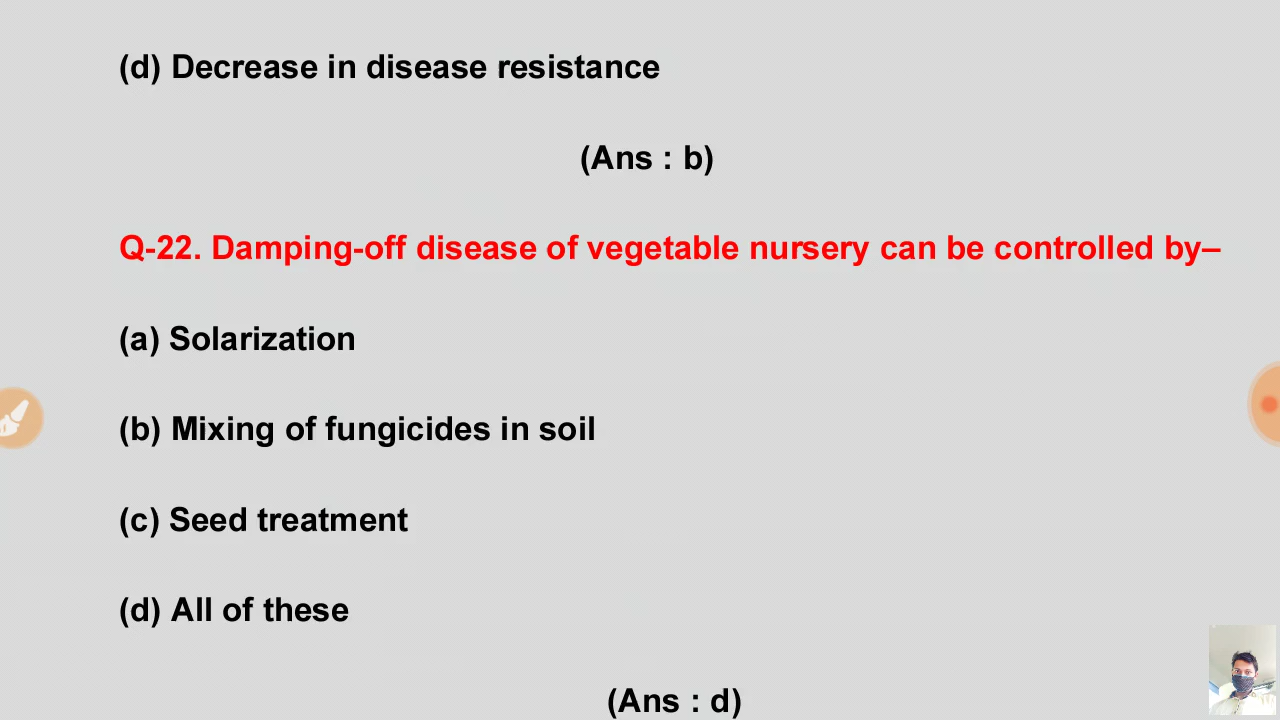 (d) Decrease in disease resistance
(Ans : b)
Q-22. Damping-off disease of vegetable nursery can be controlled by–
(a) Solarization
(b) Mixing of fungicides in soil
(c) Seed treatment
(d) All of these
(Ans : d)